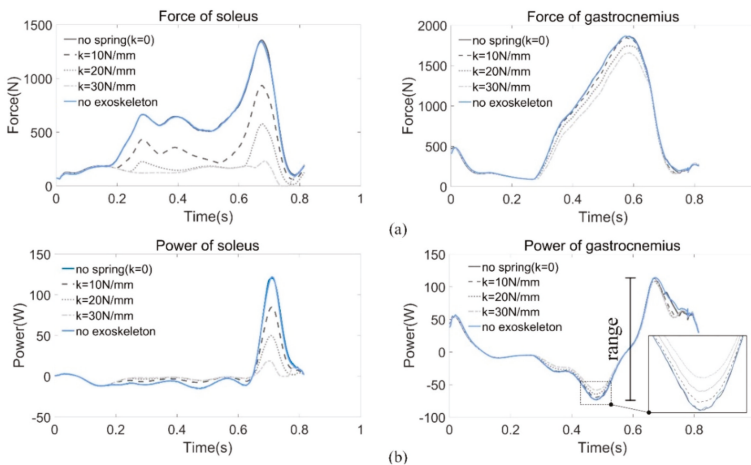 Force of soleus
1500
1000
500
0
Force(N)
no spring(k=0)
k=10N/mm
k=20N/mm
k=30N/mm
no exoskeleton
0 0.2 0.4 0.6 0.8 1
Time(s)
Force of gastrocnemius
2000
1500
1000
500
0
Force(N)
no spring(k=0)
k=10N/mm
k=20N/mm
k=30N/mm
no exoskeleton
0 0.2 0.4 0.6 0.8 1
Time(s)
(a)
Power of soleus
150
100
50
0
-50
Power(W)
no spring(k=0)
k=10N/mm
k=20N/mm
k=30N/mm
no exoskeleton
0 0.2 0.4 0.6 0.8 1
Time(s)
Power of gastrocnemius
150
100
50
0
-50
-100
Power(W)
no spring(k=0)
k=10N/mm
k=20N/mm
k=30N/mm
no exoskeleton
range
0 0.2 0.4 0.6 0.8 1
Time(s)
(b)